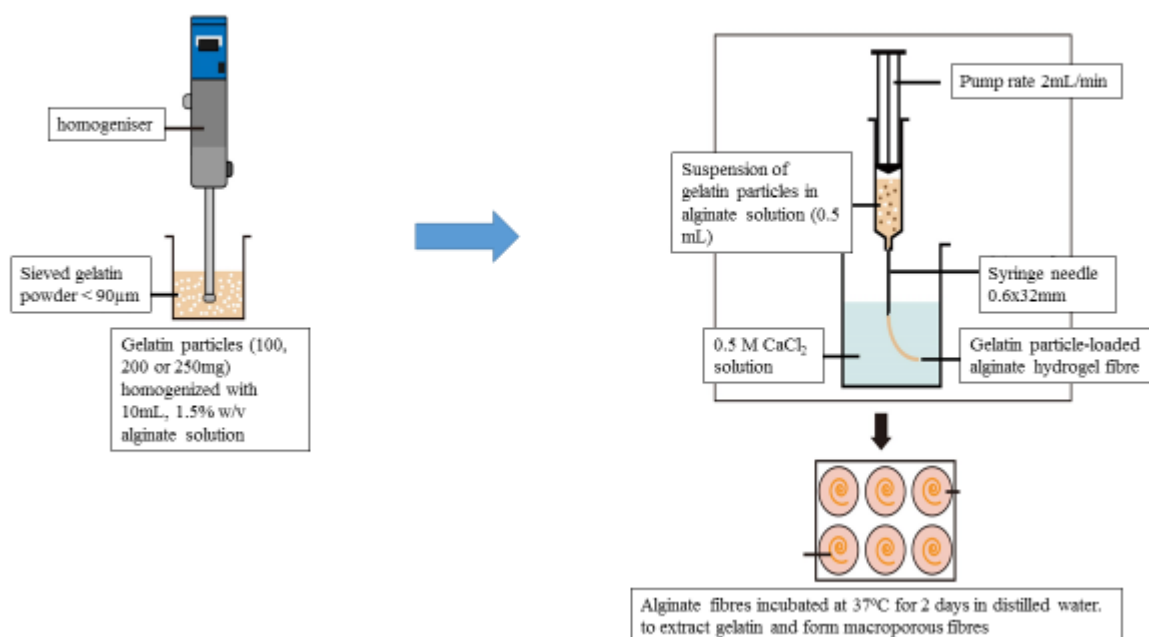 homogeniser
Sieved gelatin
powder < 90µm
Gelatin particles (100,
200 or 250mg)
homogenized with
10mL, 1.5% w/v
alginate solution
Pump rate 2mL/min
Suspension of
gelatin particles in
alginate solution (0.5
mL)
Syringe needle
0.6x32mm
0.5 M CaCl₂
solution
Gelatin particle-loaded
alginate hydrogel fibre
Alginate fibres incubated at 37⁰C for 2 days in distilled water.
to extract gelatin and form macroporous fibres